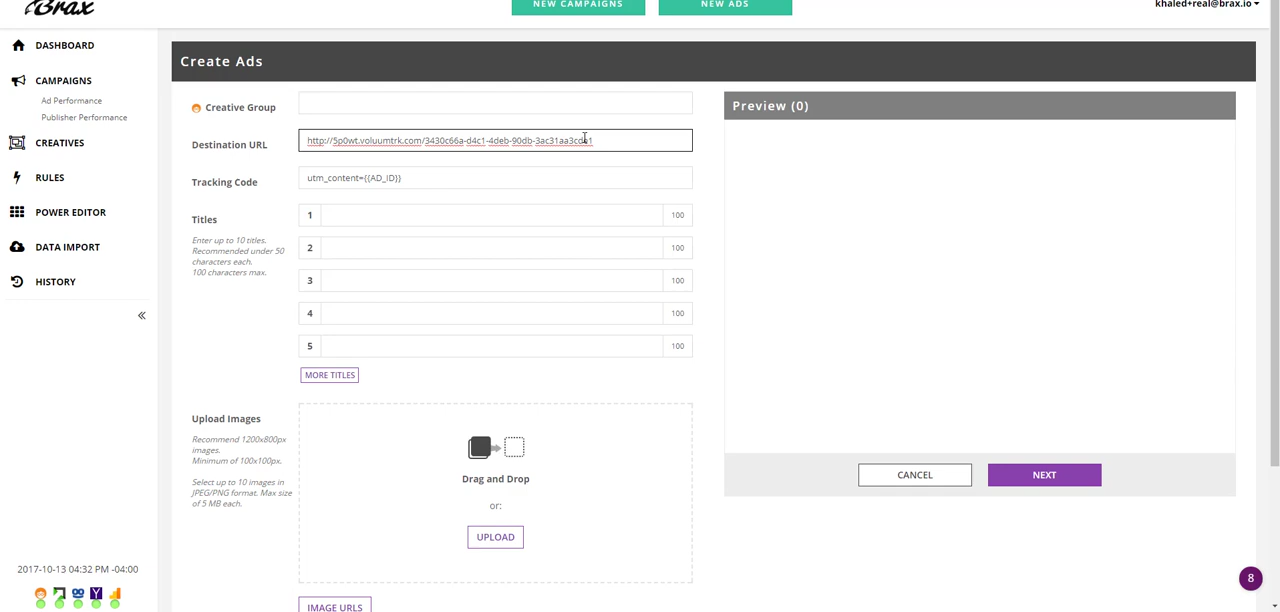 Brax
NEW CAMPAIGNS
NEW ADS
khaled+real@brax.io
DASHBOARD
CAMPAIGNS
Ad Performance
Publisher Performance
CREATIVES
RULES
POWER EDITOR
DATA IMPORT
HISTORY
2017-10-13 04:32 PM -04:00
Create Ads
Creative Group
Destination URL
http://5p0wt.voluumtrk.com/3430c66a-d4c1-4deb-90db-3ac31aa3cda1
Tracking Code
utm_content={{AD_ID}}
Titles
Enter up to 10 titles.
Recommended under 50
characters each.
100 characters max.
1 100
2 100
3 100
4 100
5 100
MORE TITLES
Upload Images
Recommend 1200x800px
images.
Minimum of 100x100px.
Select up to 10 images in
JPEG/PNG format. Max size
of 5 MB each.
Drag and Drop
or:
UPLOAD
IMAGE URLS
Preview (0)
CANCEL
NEXT
8